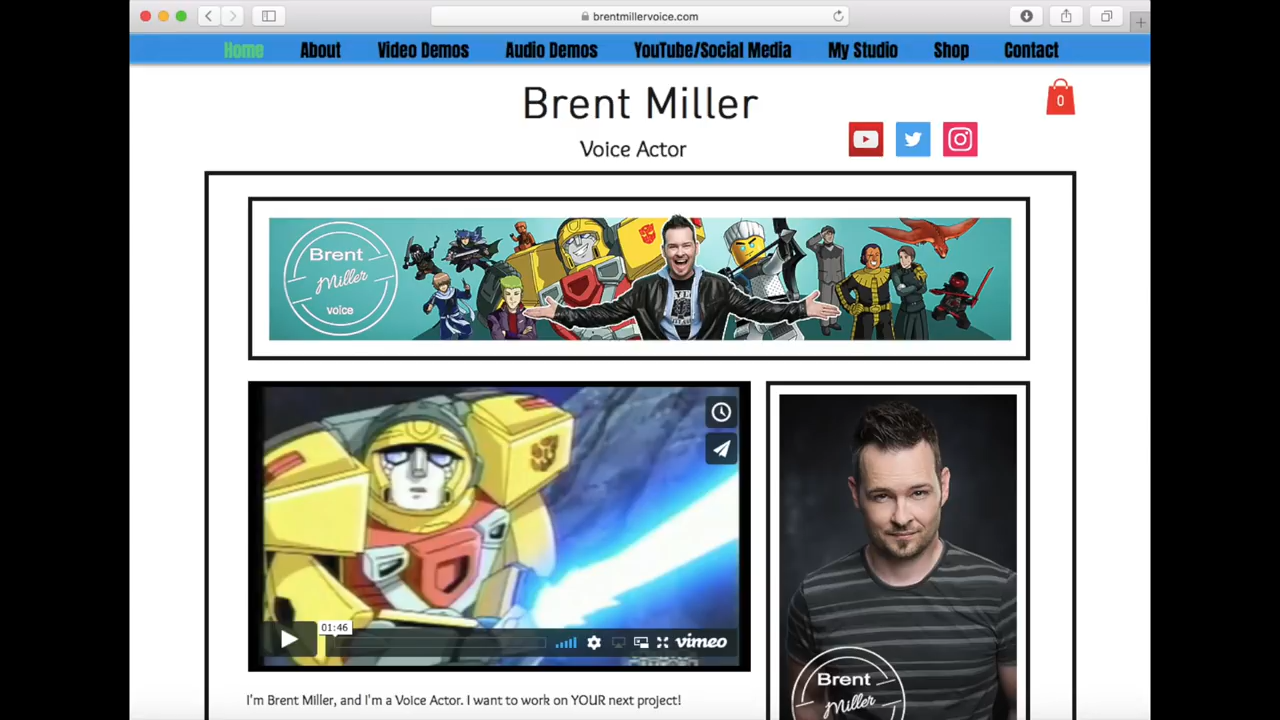 brentmillervoice.com
Home About Video Demos Audio Demos YouTube/Social Media My Studio Shop Contact
Brent Miller
0
Voice Actor
Brent
Miller
voice
01:46
vimeo
I'm Brent Miller, and I'm a Voice Actor. I want to work on YOUR next project!
Brent
Miller